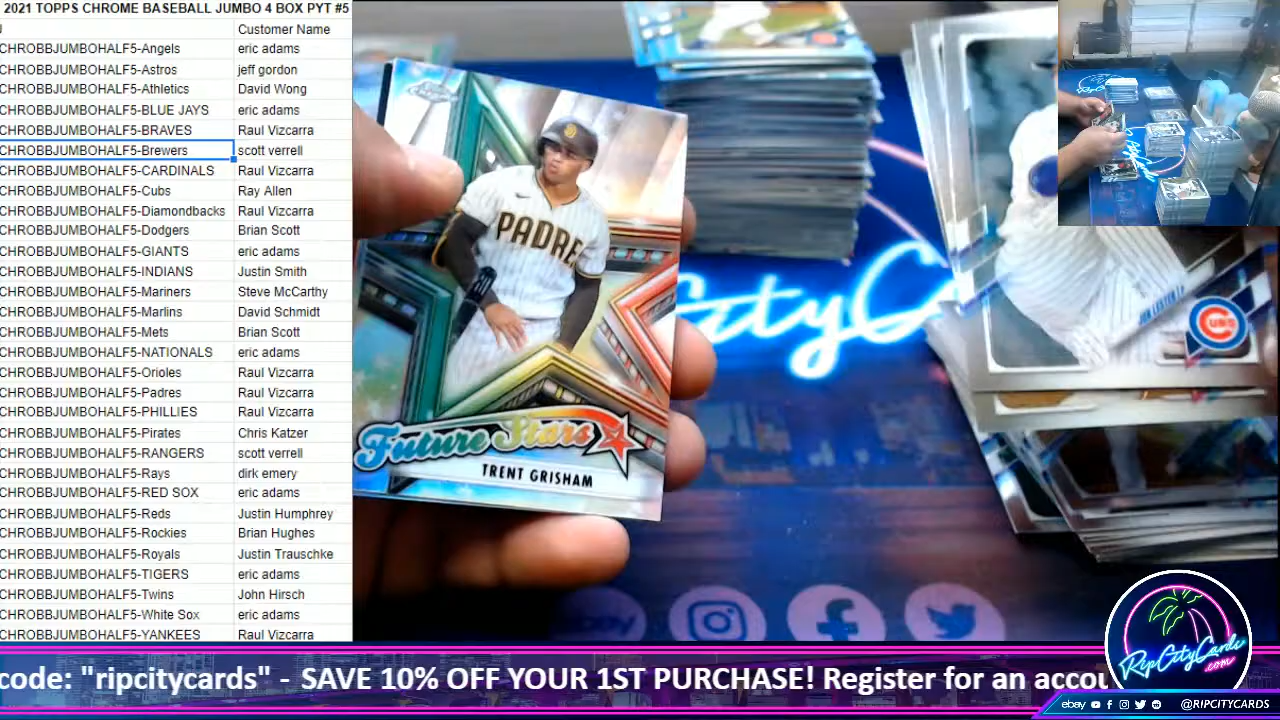 2021 TOPPS CHROME BASEBALL JUMBO 4 BOX PYT #5
Customer Name
CHROBBJUMBOHALF5-Angels eric adams
CHROBBJUMBOHALF5-Astros jeff gordon
CHROBBJUMBOHALF5-Athletics David Wong
CHROBBJUMBOHALF5-BLUE JAYS eric adams
CHROBBJUMBOHALF5-BRAVES Raul Vizcarra
CHROBBJUMBOHALF5-Brewers scott verrell
CHROBBJUMBOHALF5-CARDINALS Raul Vizcarra
CHROBBJUMBOHALF5-Cubs Ray Allen
CHROBBJUMBOHALF5-Diamondbacks Raul Vizcarra
CHROBBJUMBOHALF5-Dodgers Brian Scott
CHROBBJUMBOHALF5-GIANTS eric adams
CHROBBJUMBOHALF5-INDIANS Justin Smith
CHROBBJUMBOHALF5-Mariners Steve McCarthy
CHROBBJUMBOHALF5-Marlins David Schmidt
CHROBBJUMBOHALF5-Mets Brian Scott
CHROBBJUMBOHALF5-NATIONALS eric adams
CHROBBJUMBOHALF5-Orioles Raul Vizcarra
CHROBBJUMBOHALF5-Padres Raul Vizcarra
CHROBBJUMBOHALF5-PHILLIES Raul Vizcarra
CHROBBJUMBOHALF5-Pirates Chris Katzer
CHROBBJUMBOHALF5-RANGERS scott verrell
CHROBBJUMBOHALF5-Rays dirk emery
CHROBBJUMBOHALF5-RED SOX eric adams
CHROBBJUMBOHALF5-Reds Justin Humphrey
CHROBBJUMBOHALF5-Rockies Brian Hughes
CHROBBJUMBOHALF5-Royals Justin Trauschke
CHROBBJUMBOHALF5-TIGERS eric adams
CHROBBJUMBOHALF5-Twins John Hirsch
CHROBBJUMBOHALF5-White Sox eric adams
CHROBBJUMBOHALF5-YANKEES Raul Vizcarra
PADRE
Future Stars
TRENT GRISHAM
CUBS
code: "ripcitycards" - SAVE 10% OFF YOUR 1ST PURCHASE! Register for an accou
RipCityCards
.com
ebay @RIPCITYCARDS